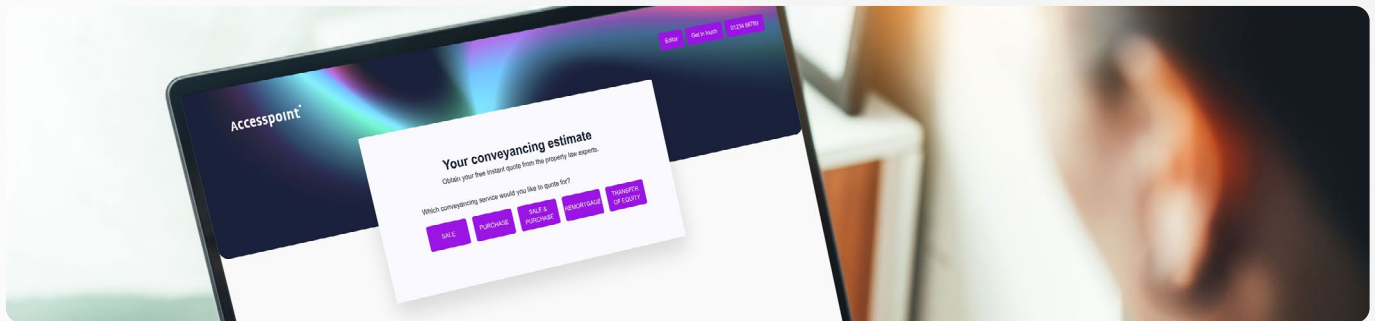 Editor
Get in touch
Accesspoint
Your conveyancing estimate
Obtain your free instant quote from the property law experts.
Which conveyancing service would you like to quote for?
SALE
PURCHASE
SALE &
PURCHASE
REMORTGAGE
TRANSFER
OF EQUITY